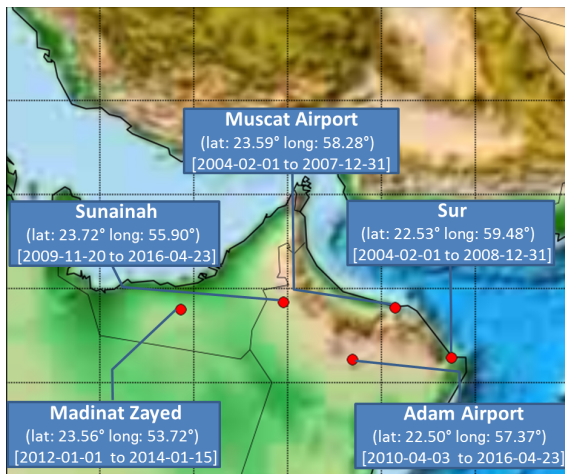 Muscat Airport
(lat: 23.59° long: 58.28°)
[2004-02-01 to 2007-12-31]
Sunainah
(lat: 23.72° long: 55.90°)
[2009-11-20 to 2016-04-23]
Sur
(lat: 22.53° long: 59.48°)
[2004-02-01 to 2008-12-31]
Madinat Zayed
(lat: 23.56° long: 53.72°)
[2012-01-01 to 2014-01-15]
Adam Airport
(lat: 22.50° long: 57.37°)
[2010-04-03 to 2016-04-23]